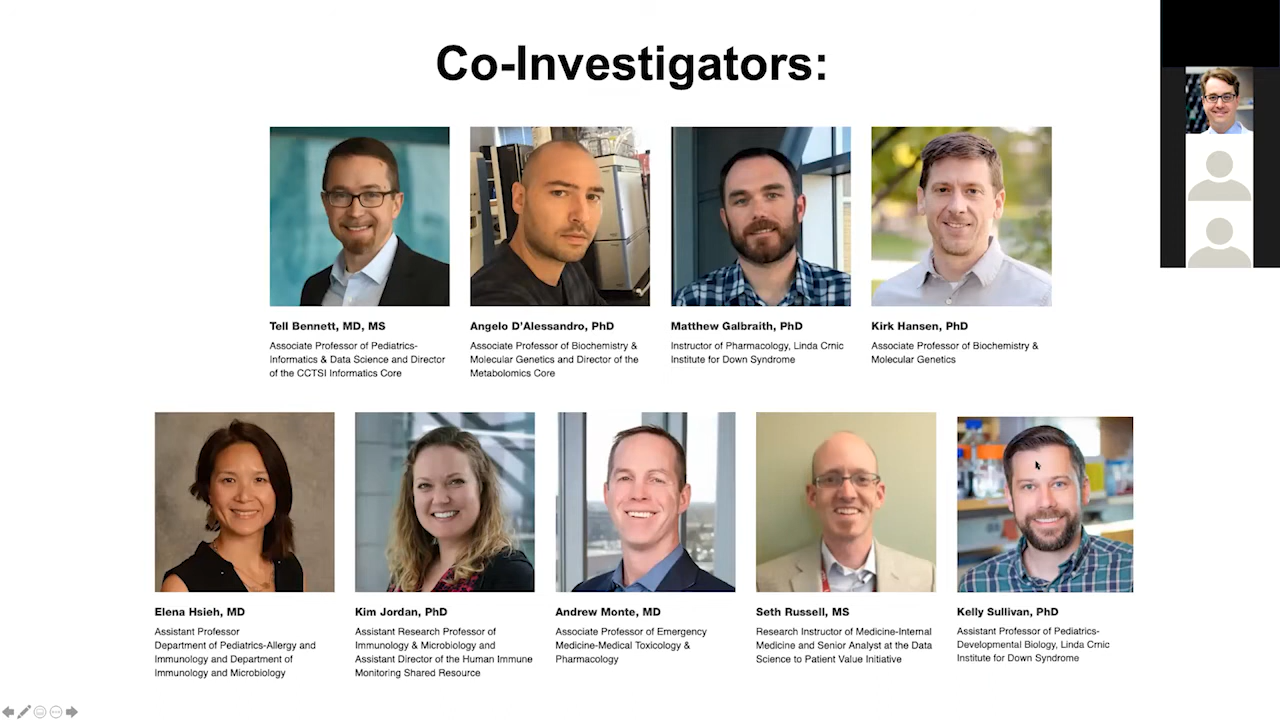 Co-Investigators:
Tell Bennett, MD, MS
Associate Professor of Pediatrics-
Informatics & Data Science and Director
of the CCTSI Informatics Core
Angelo D'Alessandro, PhD
Associate Professor of Biochemistry &
Molecular Genetics and Director of the
Metabolomics Core
Matthew Galbraith, PhD
Instructor of Pharmacology, Linda Crnic
Institute for Down Syndrome
Kirk Hansen, PhD
Associate Professor of Biochemistry &
Molecular Genetics
Elena Hsieh, MD
Assistant Professor
Department of Pediatrics-Allergy and
Immunology and Department of
Immunology and Microbiology
Kim Jordan, PhD
Assistant Research Professor of
Immunology & Microbiology and
Assistant Director of the Human Immune
Monitoring Shared Resource
Andrew Monte, MD
Associate Professor of Emergency
Medicine-Medical Toxicology &
Pharmacology
Seth Russell, MS
Research Instructor of Medicine-Internal
Medicine and Senior Analyst at the Data
Science to Patient Value Initiative
Kelly Sullivan, PhD
Assistant Professor of Pediatrics-
Developmental Biology, Linda Crnic
Institute for Down Syndrome